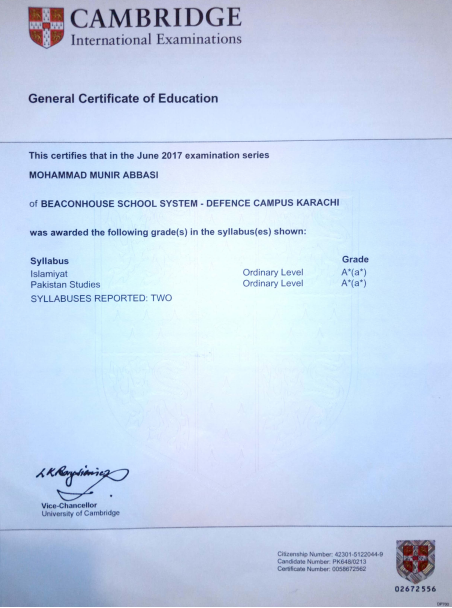 CAMBRIDGE
International Examinations
General Certificate of Education
This certifies that in the June 2017 examination series
MOHAMMAD MUNIR ABBASI
of BEACONHOUSE SCHOOL SYSTEM - DEFENCE CAMPUS KARACHI
was awarded the following grade(s) in the syllabus(es) shown:
Syllabus Grade
Islamiyat Ordinary Level A*(a*)
Pakistan Studies Ordinary Level A*(a*)
SYLLABUSES REPORTED: TWO
Vice-Chancellor
University of Cambridge
Citizenship Number: 42301-5122044-9
Candidate Number: PK648/0213
Certificate Number: 0058672562
02672556